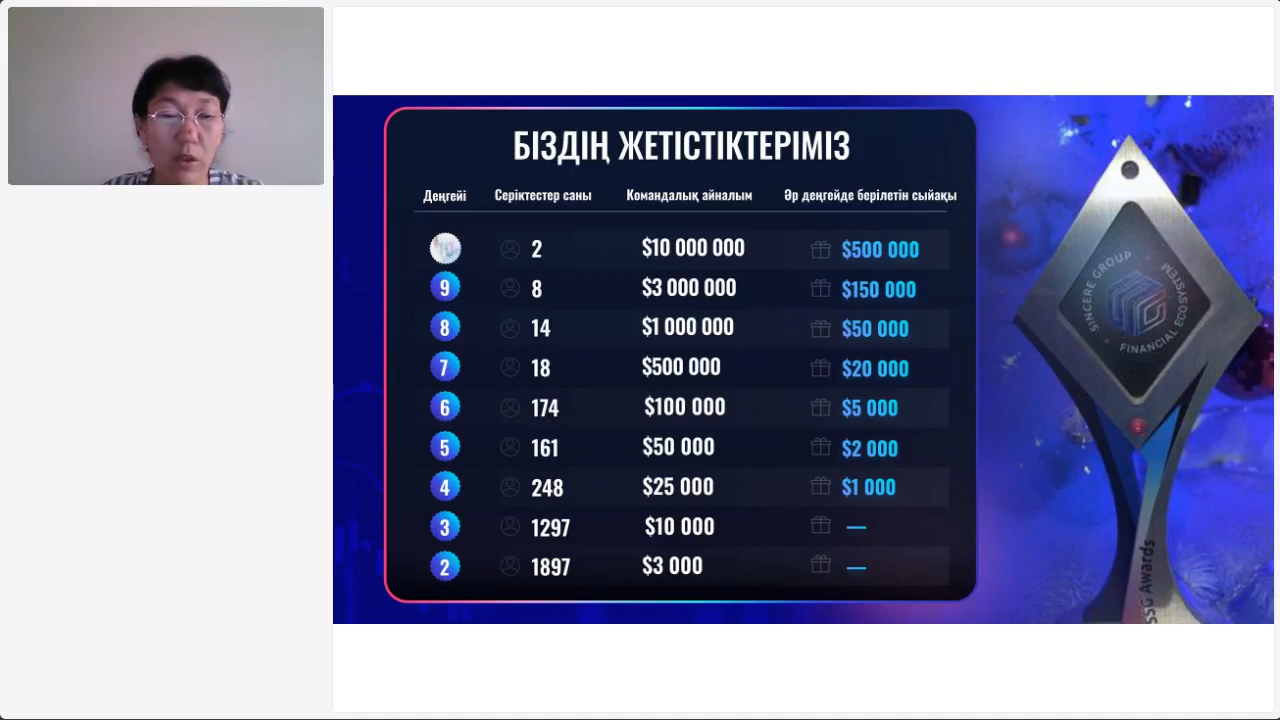 БІЗДІҢ ЖЕТІСТІКТЕРІМІЗ
Деңгейі Серіктестер саны Командалық айналым Әр деңгейде берілетін сыйақы
10 2 $10 000 000 $500 000
9 8 $3 000 000 $150 000
8 14 $1 000 000 $50 000
7 18 $500 000 $20 000
6 174 $100 000 $5 000
5 161 $50 000 $2 000
4 248 $25 000 $1 000
3 1297 $10 000 —
2 1897 $3 000 —
SINCERE GROUP
FINANCIAL ECOSYSTEM
SSG Awards